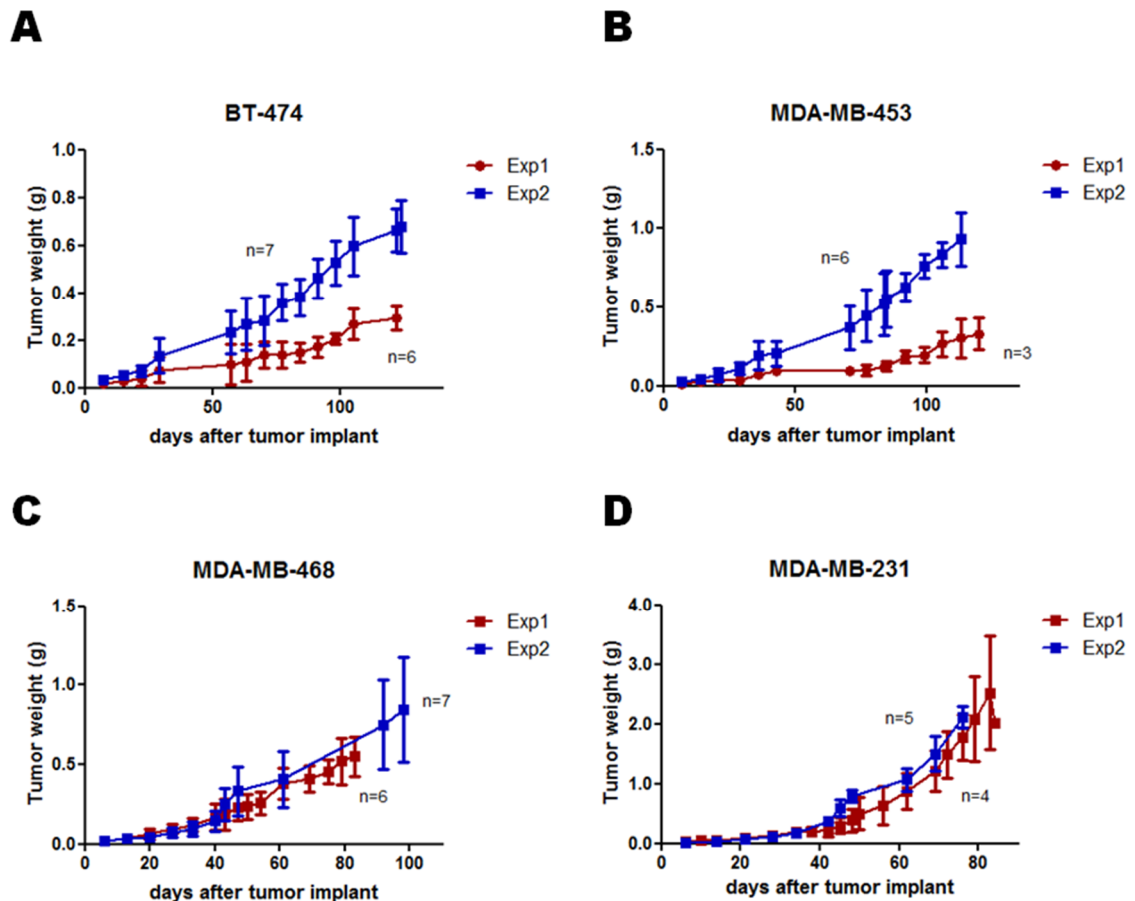 A
BT-474
Tumor weight (g)
1.0
0.8
0.6
0.4
0.2
0.0
0
50
100
days after tumor implant
n=7
n=6
Exp1
Exp2
B
MDA-MB-453
Tumor weight (g)
1.5
1.0
0.5
0.0
0
50
100
days after tumor implant
n=6
n=3
Exp1
Exp2
C
MDA-MB-468
Tumor weight (g)
1.5
1.0
0.5
0.0
0
20
40
60
80
100
days after tumor implant
n=7
n=6
Exp1
Exp2
D
MDA-MB-231
Tumor weight (g)
4.0
3.0
2.0
1.0
0.0
0
20
40
60
80
days after tumor implant
n=5
n=4
Exp1
Exp2